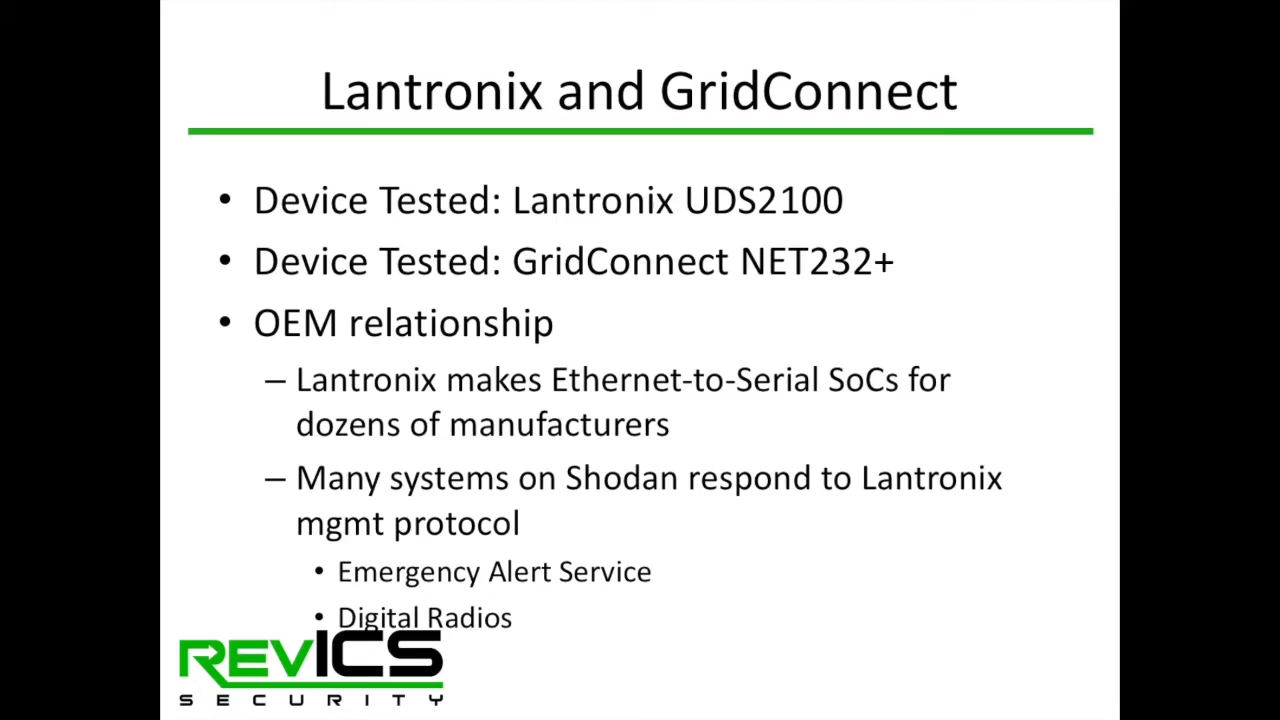 Lantronix and GridConnect
• Device Tested: Lantronix UDS2100
• Device Tested: GridConnect NET232+
• OEM relationship
– Lantronix makes Ethernet-to-Serial SoCs for
dozens of manufacturers
– Many systems on Shodan respond to Lantronix
mgmt protocol
• Emergency Alert Service
• Digital Radios
REVICS
SECURITY